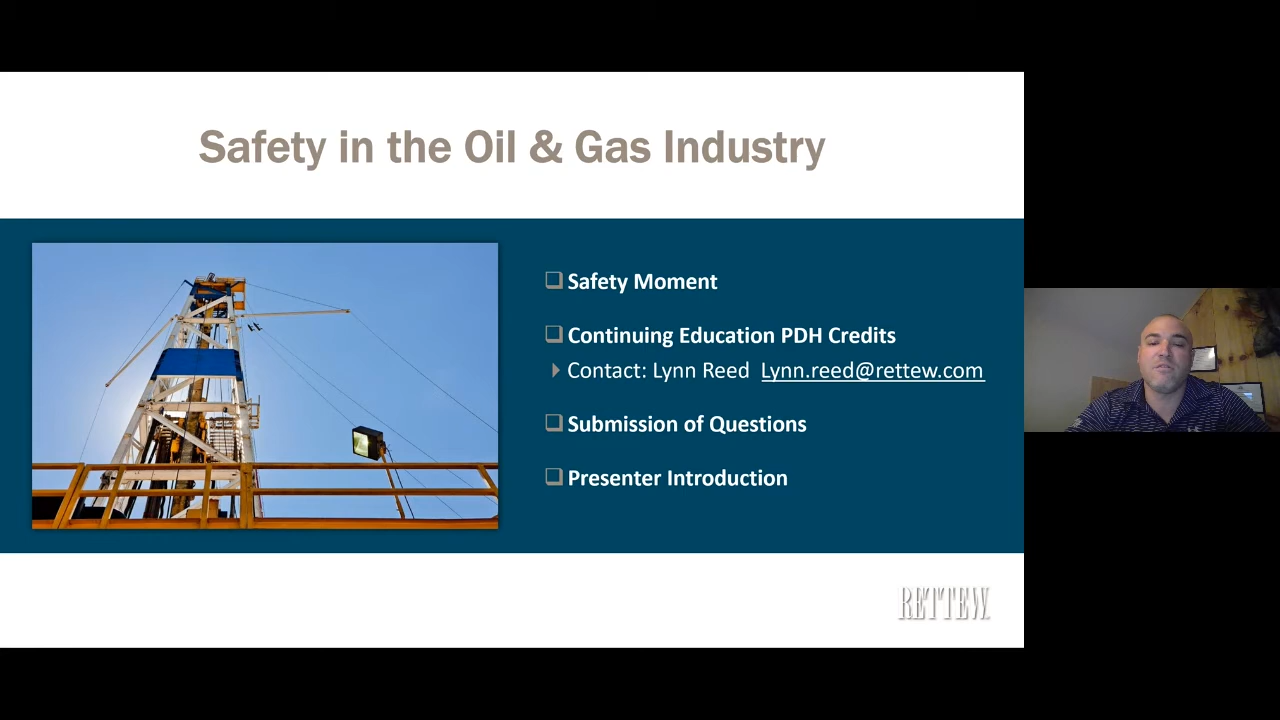 Safety in the Oil & Gas Industry
Safety Moment
Continuing Education PDH Credits
Contact: Lynn Reed Lynn.reed@rettew.com
Submission of Questions
Presenter Introduction
RETTEW